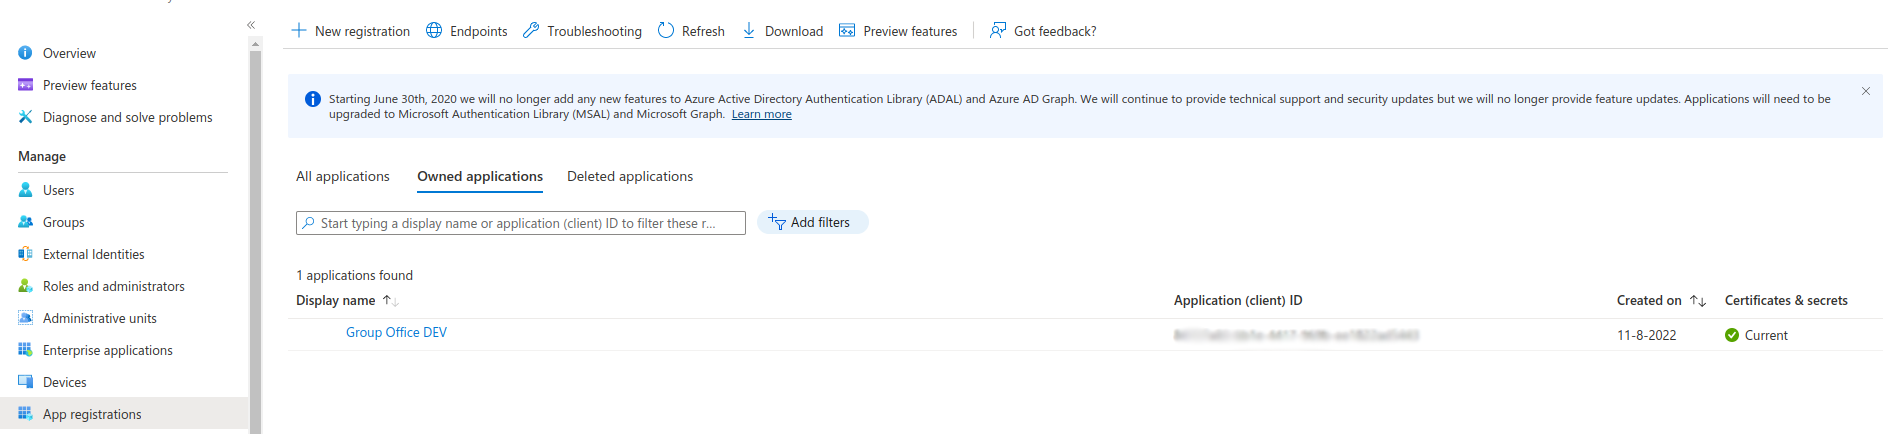 «
Overview
Preview features
Diagnose and solve problems
Manage
Users
Groups
External Identities
Roles and administrators
Administrative units
Enterprise applications
Devices
App registrations
New registration
Endpoints
Troubleshooting
Refresh
Download
Preview features
Got feedback?
Starting June 30th, 2020 we will no longer add any new features to Azure Active Directory Authentication Library (ADAL) and Azure AD Graph. We will continue to provide technical support and security updates but we will no longer provide feature updates. Applications will need to be
upgraded to Microsoft Authentication Library (MSAL) and Microsoft Graph. Learn more
All applications
Owned applications
Deleted applications
Start typing a display name or application (client) ID to filter these r...
Add filters
1 applications found
Display name
Application (client) ID
Created on
Certificates & secrets
Group Office DEV
11-8-2022
Current